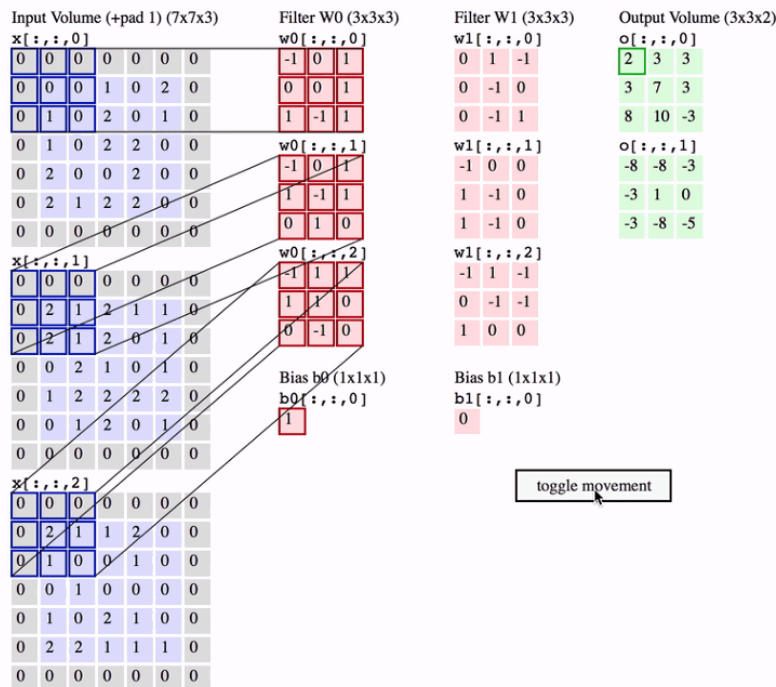 Input Volume (+pad 1) (7x7x3)
x[:,:,0]
0 0 0 0 0 0 0
0 0 0 1 0 2 0
0 1 0 2 0 1 0
0 1 0 2 2 0 0
0 2 0 0 2 0 0
0 2 1 2 2 0 0
0 0 0 0 0 0 0
x[:,:,1]
0 0 0 0 0 0 0
0 2 1 2 1 1 0
0 2 1 2 0 1 0
0 0 2 1 0 1 0
0 1 2 2 2 2 0
0 0 1 2 0 1 0
0 0 0 0 0 0 0
x[:,:,2]
0 0 0 0 0 0 0
0 2 1 1 2 0 0
0 1 0 0 1 0 0
0 0 1 0 0 0 0
0 1 0 2 1 0 0
0 2 2 1 1 1 0
0 0 0 0 0 0 0
Filter W0 (3x3x3)
w0[:,:,0]
-1 0 1
0 0 1
1 -1 1
w0[:,:,1]
-1 0 1
1 -1 1
0 1 0
w0[:,:,2]
-1 1 1
1 1 0
0 -1 0
Bias b0 (1x1x1)
b0[:,:,0]
1
Filter W1 (3x3x3)
w1[:,:,0]
0 1 -1
0 -1 0
0 -1 1
w1[:,:,1]
-1 0 0
1 -1 0
1 -1 0
w1[:,:,2]
-1 1 -1
0 -1 -1
1 0 0
Bias b1 (1x1x1)
b1[:,:,0]
0
Output Volume (3x3x2)
o[:,:,0]
2 3 3
3 7 3
8 10 -3
o[:,:,1]
-8 -8 -3
-3 1 0
-3 -8 -5
toggle movement